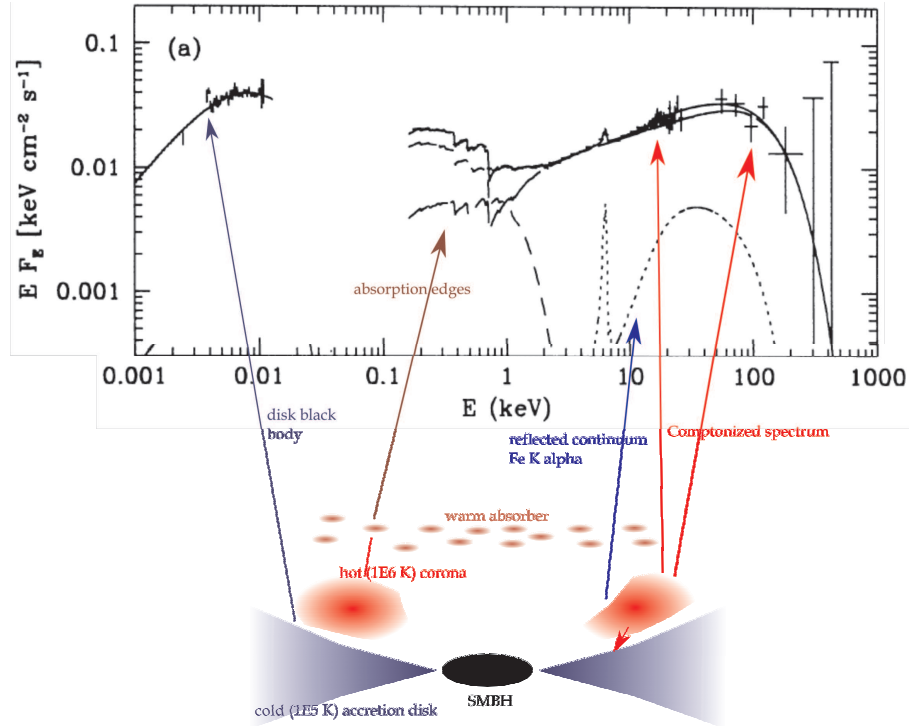 (a)
0.1
0.01
0.001
E F_E [keV cm⁻² s⁻¹]
0.001 0.01 0.1 1 10 100 1000
E (keV)
absorption edges
disk black
body
reflected continuum
Fe K alpha
Comptonized spectrum
warm absorber
hot (1E6 K) corona
SMBH
cold (1E5 K) accretion disk